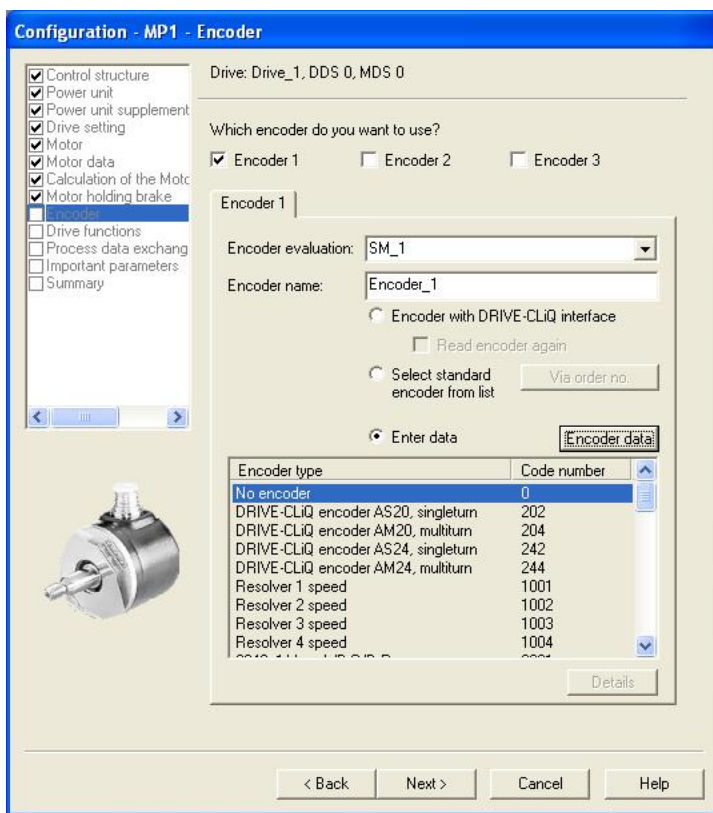 Configuration - MP1 - Encoder
Control structure
Power unit
Power unit supplement
Drive setting
Motor
Motor data
Calculation of the Motc
Motor holding brake
Encoder
Drive functions
Process data exchang
Important parameters
Summary
Drive: Drive_1, DDS 0, MDS 0
Which encoder do you want to use?
Encoder 1 Encoder 2 Encoder 3
Encoder 1
Encoder evaluation: SM_1
Encoder name: Encoder_1
Encoder with DRIVE-CLiQ interface
Read encoder again
Select standard encoder from list
Via order no.
Enter data Encoder data
Encoder type Code number
No encoder 0
DRIVE-CLiQ encoder AS20, singleturn 202
DRIVE-CLiQ encoder AM20, multiturn 204
DRIVE-CLiQ encoder AS24, singleturn 242
DRIVE-CLiQ encoder AM24, multiturn 244
Resolver 1 speed 1001
Resolver 2 speed 1002
Resolver 3 speed 1003
Resolver 4 speed 1004
Details
< Back Next > Cancel Help